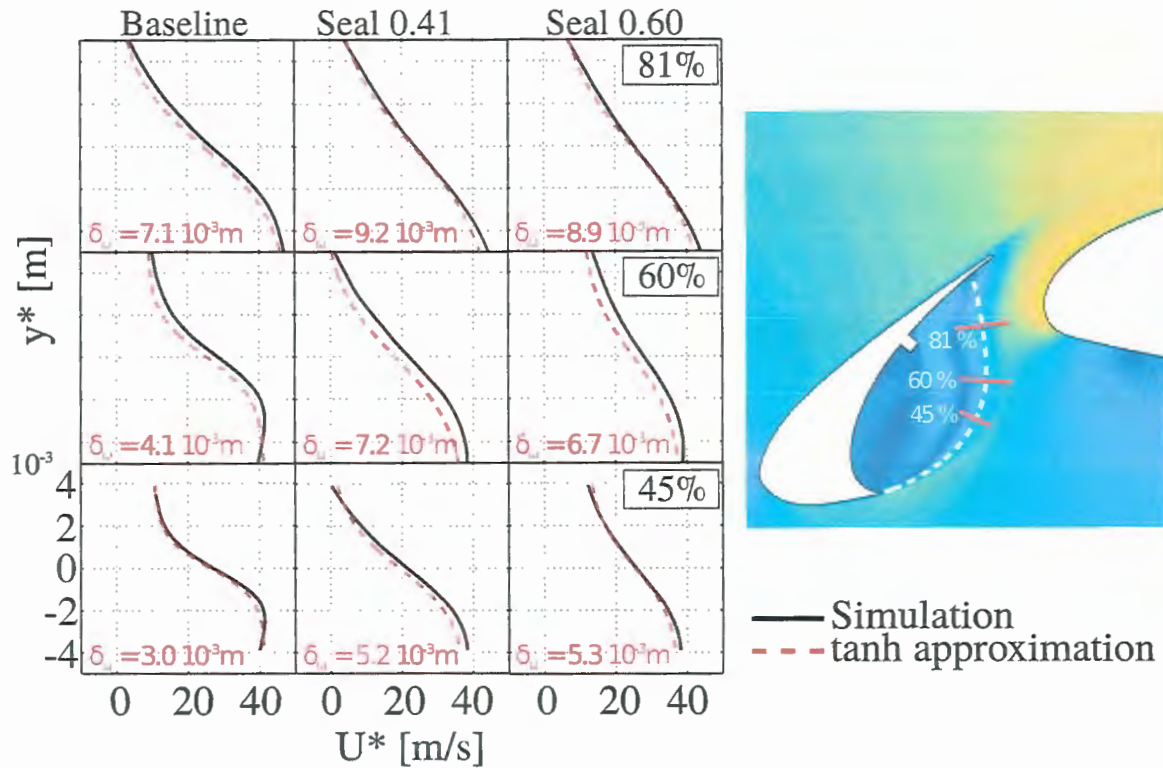 Baseline Seal 0.41 Seal 0.60
81%
δω=7.1 10⁻³m δω=9.2 10⁻³m δω=8.9 10⁻³m
60%
δω=4.1 10⁻³m δω=7.2 10⁻³m δω=6.7 10⁻³m
y* [m]
10⁻³
45%
4
2
0
-2
-4
δω=3.0 10⁻³m δω=5.2 10⁻³m δω=5.3 10⁻³m
0 20 40 0 20 40 0 20 40
U* [m/s]
81 %
60 %
45 %
Simulation
tanh approximation